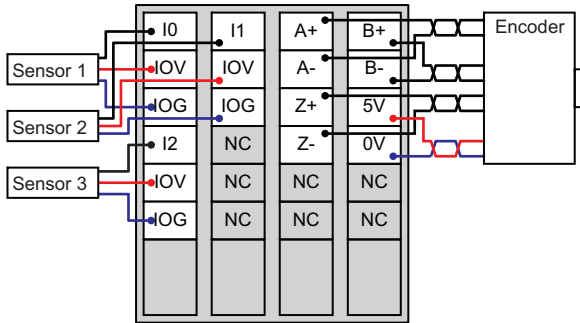 I0 I1 A+ B+ Encoder
Sensor 1 IOV IOV A- B-
IOG IOG Z+ 5V
Sensor 2
I2 NC Z- 0V
Sensor 3 IOV NC NC NC
IOG NC NC NC